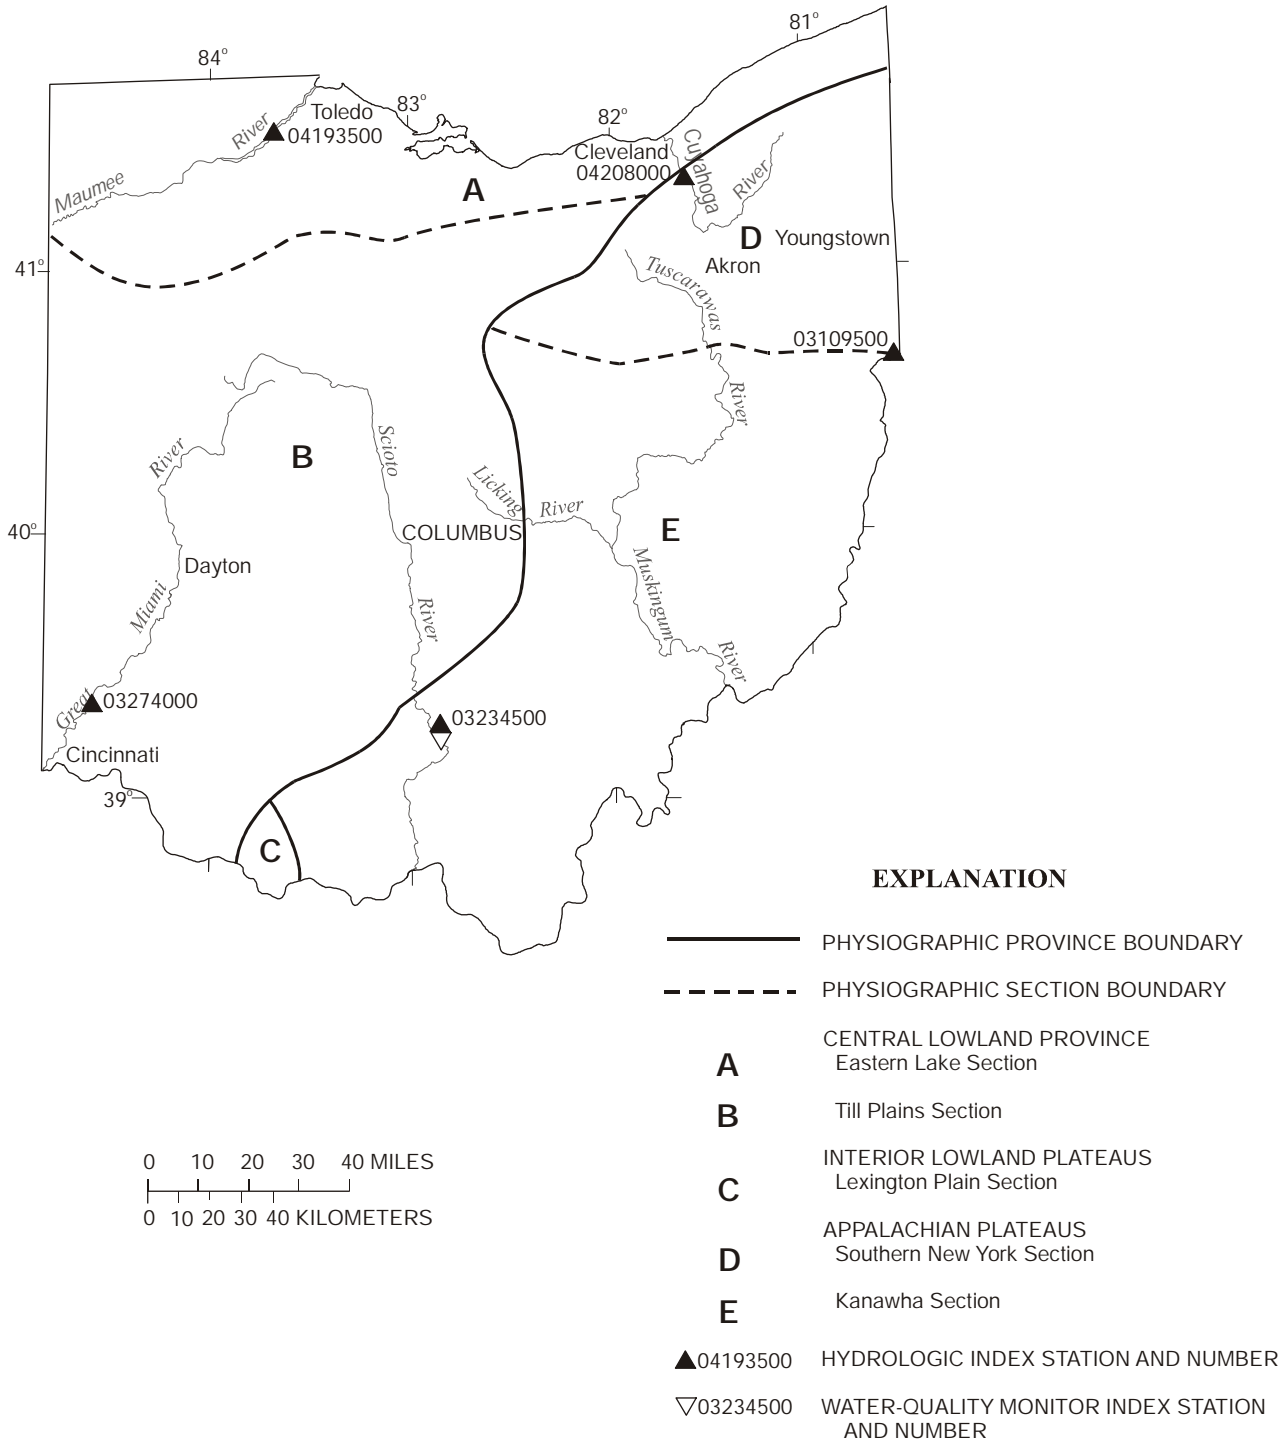 81°
84°
83°
Toledo
River
04193500
82°
Cleveland
04208000
Cuyahoga
River
Maumee
A
D
Youngstown
Akron
41°
Tuscarawas
03109500
River
B
Scioto
River
Licking
River
E
40°
COLUMBUS
Dayton
Muskingum
Miami
River
River
Great
03274000
03234500
Cincinnati
39°
C
EXPLANATION
PHYSIOGRAPHIC PROVINCE BOUNDARY
PHYSIOGRAPHIC SECTION BOUNDARY
CENTRAL LOWLAND PROVINCE
A Eastern Lake Section
B Till Plains Section
INTERIOR LOWLAND PLATEAUS
C Lexington Plain Section
APPALACHIAN PLATEAUS
D Southern New York Section
E Kanawha Section
04193500 HYDROLOGIC INDEX STATION AND NUMBER
03234500 WATER-QUALITY MONITOR INDEX STATION
AND NUMBER
0 10 20 30 40 MILES
0 10 20 30 40 KILOMETERS